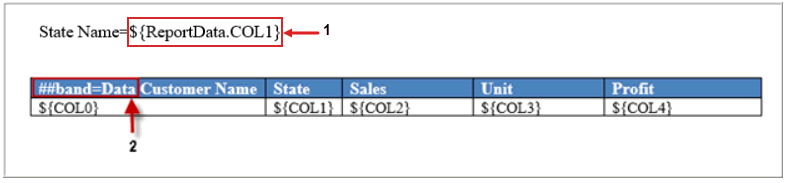 State Name=${ReportData.COL1} 1
##band=Data Customer Name State Sales Unit Profit
${COL0} ${COL1} ${COL2} ${COL3} ${COL4}
2